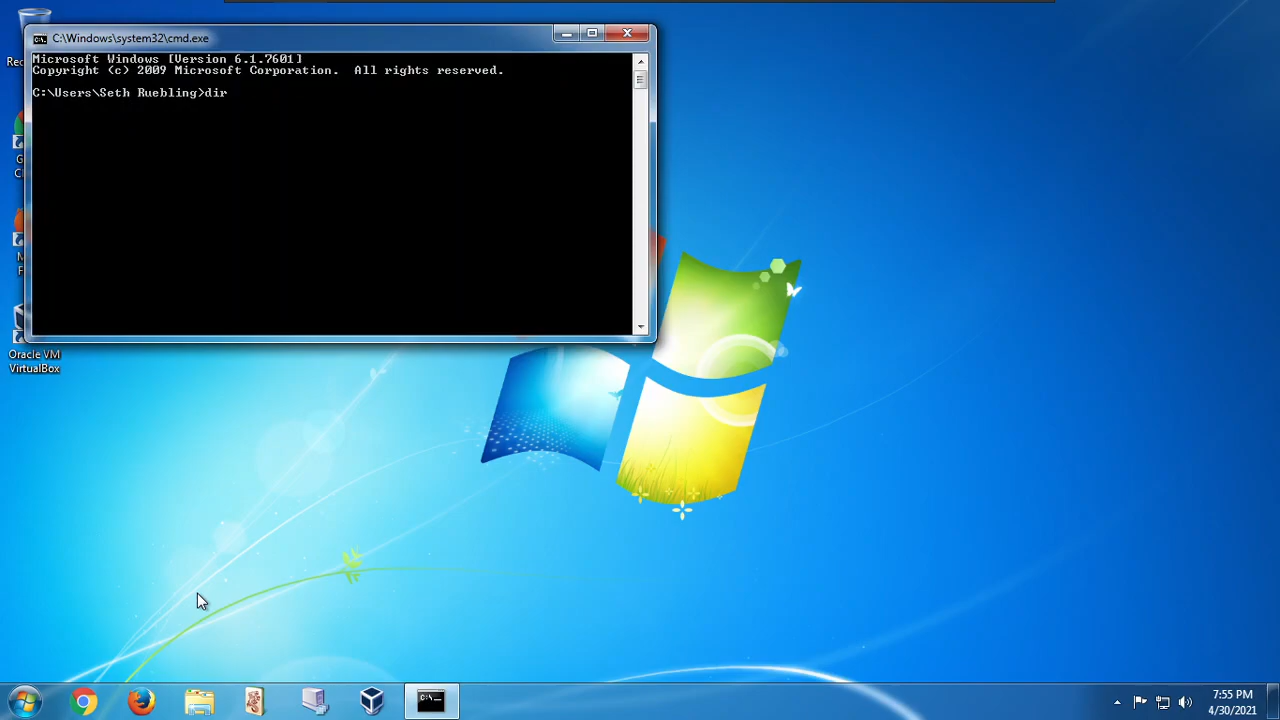 C:\Windows\system32\cmd.exe
Microsoft Windows [Version 6.1.7601]
Copyright (c) 2009 Microsoft Corporation.  All rights reserved.
C:\Users\Seth Ruebling>dir
Oracle VM
VirtualBox
7:55 PM
4/30/2021